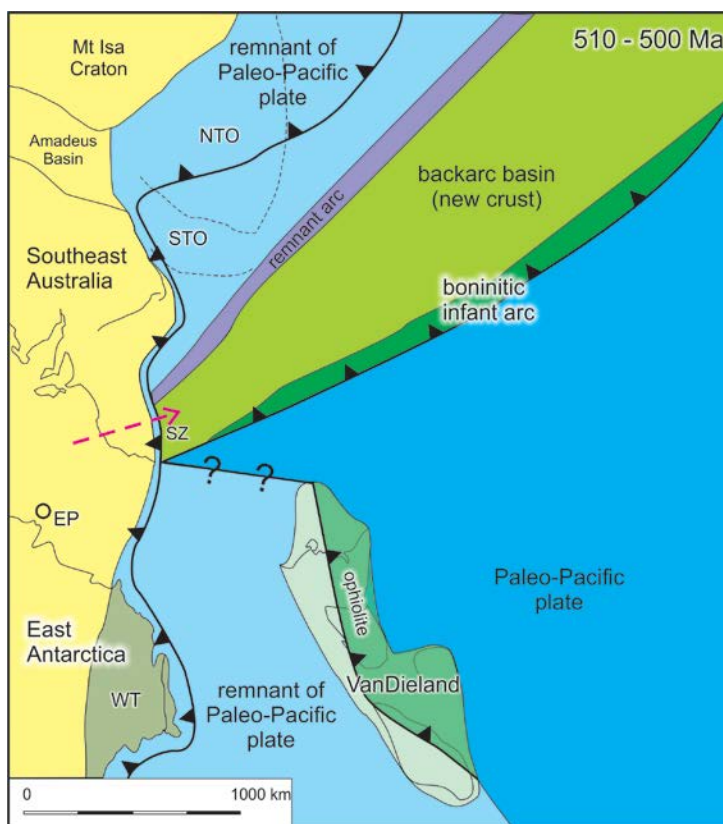 510 - 500 Ma
Mt Isa
Craton
remnant of
Paleo-Pacific
plate
Amadeus
Basin
NTO
backarc basin
(new crust)
STO
remnant arc
Southeast
Australia
boninitic
infant arc
SZ
? ?
EP
ophiolite
Paleo-Pacific
plate
East
Antarctica
WT
VanDieland
remnant of
Paleo-Pacific
plate
0 1000 km